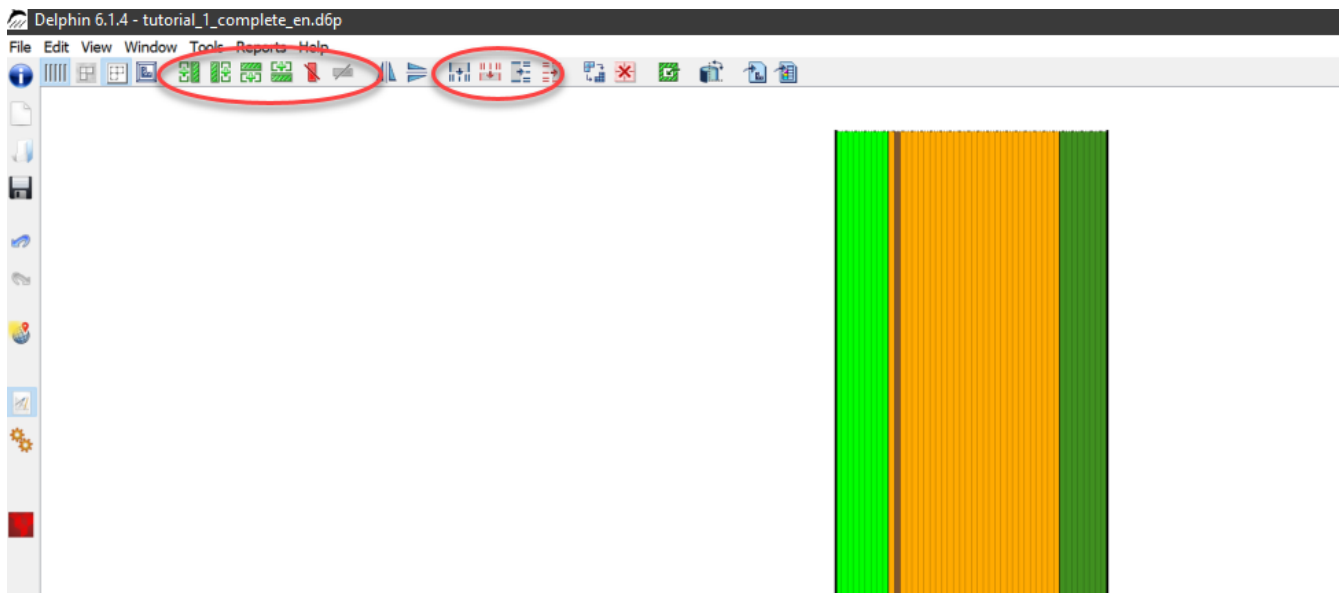 Delphin 6.1.4 - tutorial_1_complete_en.d6p
File Edit View Window Tools Reports Help